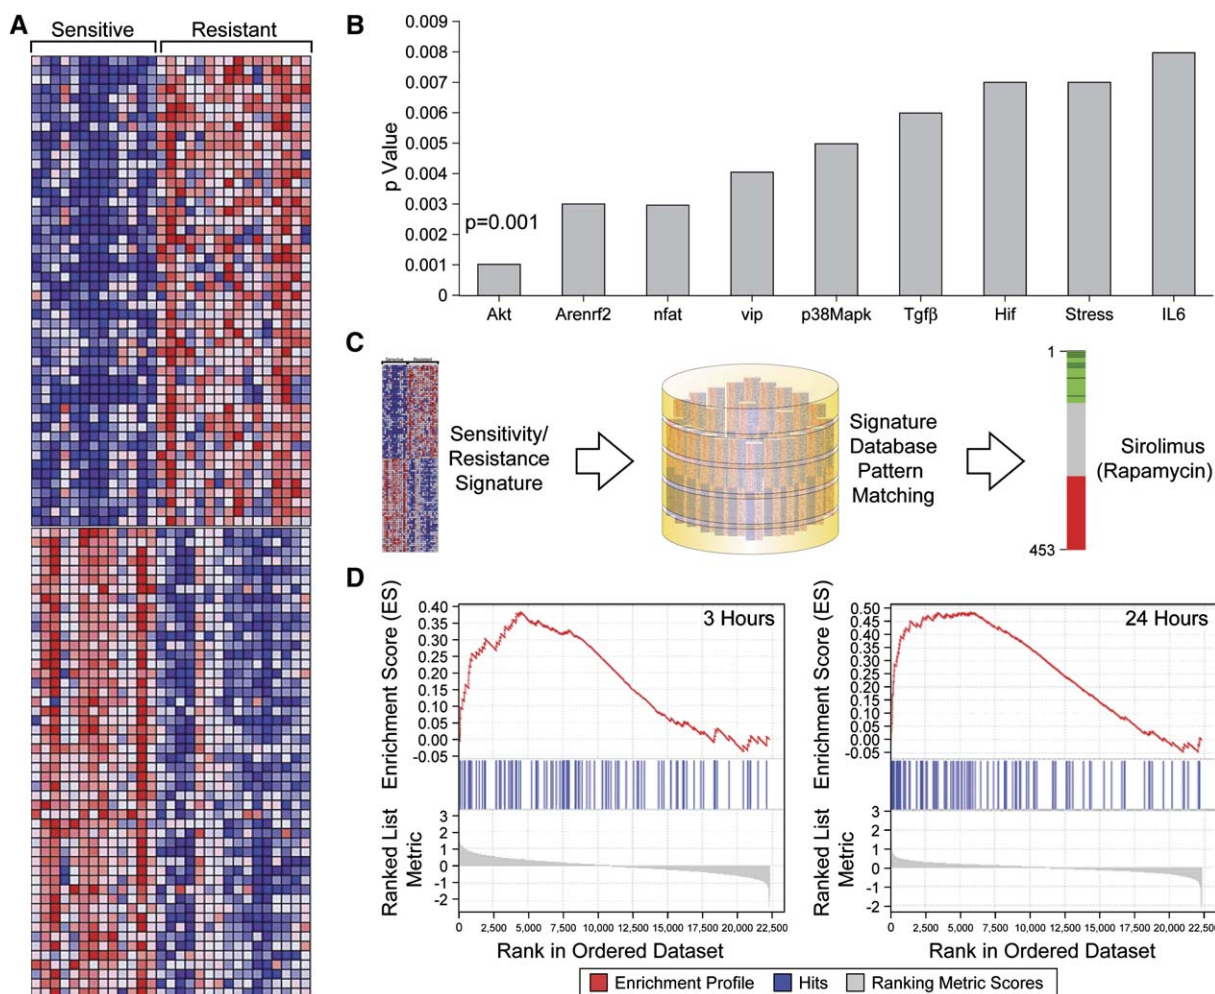 A
Sensitive
Resistant
B
p Value
0.009
0.008
0.007
0.006
0.005
0.004
0.003
0.002
0.001
0
p=0.001
Akt
Arenrf2
nfat
vip
p38Mapk
Tgfβ
Hif
Stress
IL6
C
Sensitive
Resistant
Sensitivity/
Resistance
Signature
Signature
Database
Pattern
Matching
1
453
Sirolimus
(Rapamycin)
D
Enrichment Score (ES)
0.40
0.35
0.30
0.25
0.20
0.15
0.10
0.05
0.00
-0.05
3 Hours
Ranked List
Metric
3
2
1
0
-1
-2
0
2,500
5,000
7,500
10,000
12,500
15,000
17,500
20,000
22,500
Rank in Ordered Dataset
Enrichment Score (ES)
0.50
0.45
0.40
0.35
0.30
0.25
0.20
0.15
0.10
0.05
0.00
-0.05
24 Hours
Ranked List
Metric
3
2
1
0
-1
-2
0
2,500
5,000
7,500
10,000
12,500
15,000
17,500
20,000
22,500
Rank in Ordered Dataset
Enrichment Profile
Hits
Ranking Metric Scores